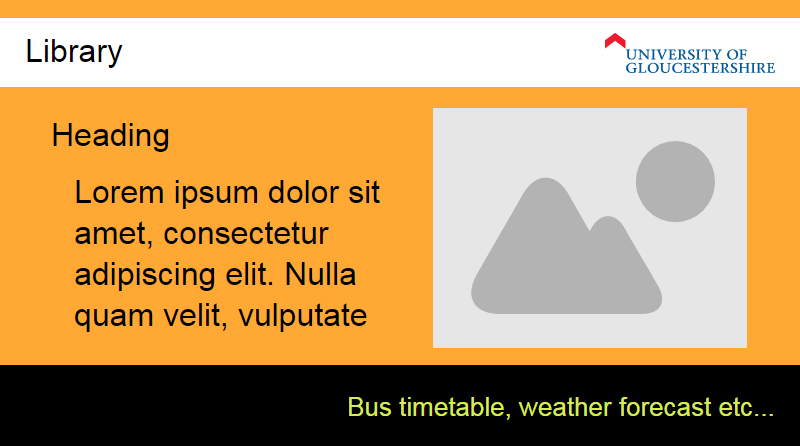 Library
UNIVERSITY OF
GLOUCESTERSHIRE
Heading
Lorem ipsum dolor sit
amet, consectetur
adipiscing elit. Nulla
quam velit, vulputate
Bus timetable, weather forecast etc...